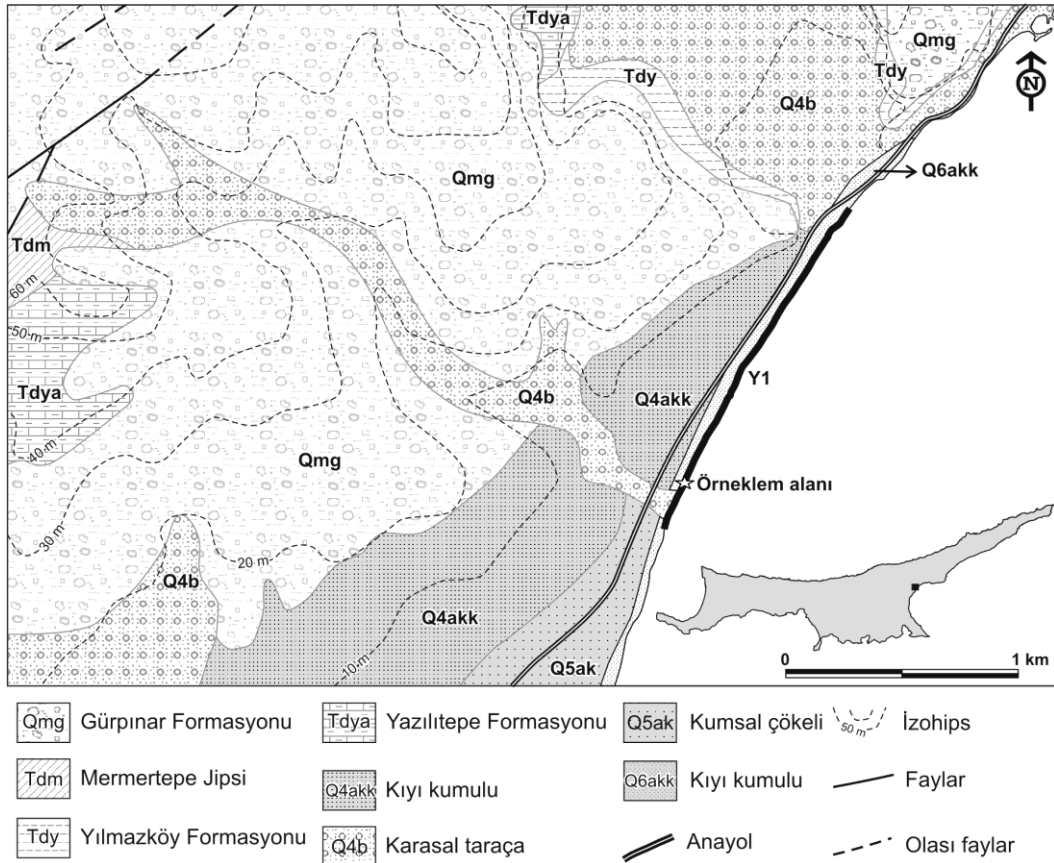 Tdya
Qmg
Tdy
Tdy
Q4b
N
Q6akk
Qmg
Tdm
60 m
50 m
Tdya
Y1
Q4b
Q4akk
40 m
Qmg
Örneklem alanı
30 m
20 m
Q4b
Q4akk
10 m
Q5ak
0 1 km
Qmg Gürpınar Formasyonu
Tdya Yazılıtepe Formasyonu
Q5ak Kumsal çökeli
50 m İzohips
Tdm Mermertepe Jipsi
Q4akk Kıyı kumulu
Q6akk Kıyı kumulu
Faylar
Tdy Yılmazköy Formasyonu
Q4b Karasal taraça
Anayol
Olası faylar